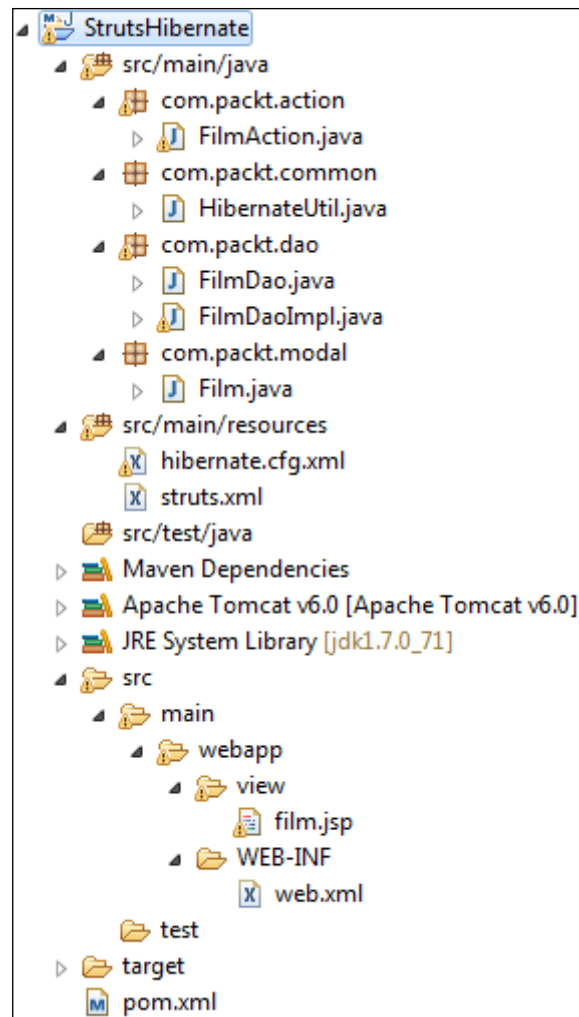 StrutsHibernate
src/main/java
com.packt.action
FilmAction.java
com.packt.common
HibernateUtil.java
com.packt.dao
FilmDao.java
FilmDaoImpl.java
com.packt.modal
Film.java
src/main/resources
hibernate.cfg.xml
struts.xml
src/test/java
Maven Dependencies
Apache Tomcat v6.0 [Apache Tomcat v6.0]
JRE System Library [jdk1.7.0_71]
src
main
webapp
view
film.jsp
WEB-INF
web.xml
test
target
pom.xml